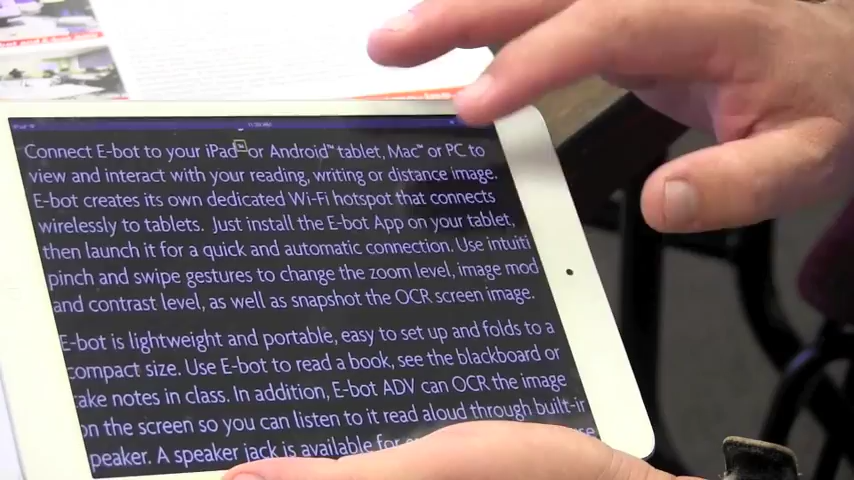 Connect E-bot to your iPad™ or Android™ tablet, Mac™ or PC to
view and interact with your reading, writing or distance image.
E-bot creates its own dedicated Wi-Fi hotspot that connects
wirelessly to tablets. Just install the E-bot App on your tablet,
then launch it for a quick and automatic connection. Use intuiti
pinch and swipe gestures to change the zoom level, image mod
and contrast level, as well as snapshot the OCR screen image.
E-bot is lightweight and portable, easy to set up and folds to a
compact size. Use E-bot to read a book, see the blackboard or
take notes in class. In addition, E-bot ADV can OCR the image
on the screen so you can listen to it read aloud through built-in
peaker. A speaker jack is available for